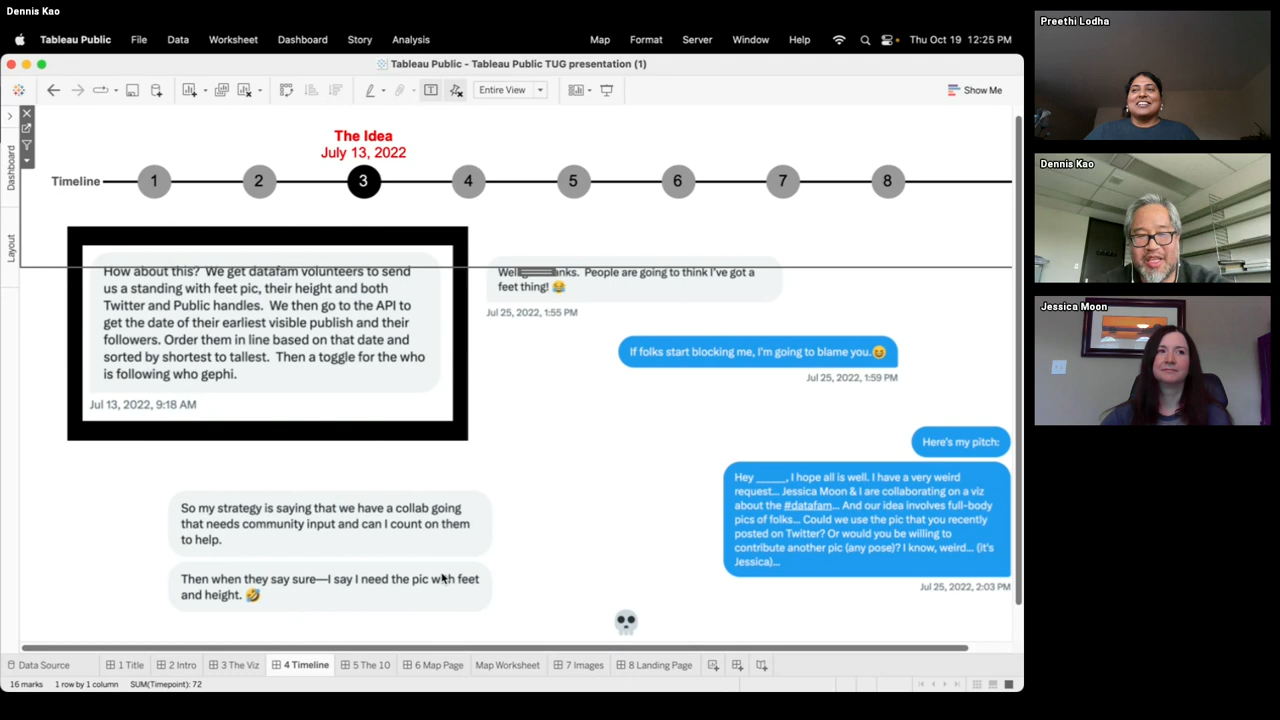 Dennis Kao
Tableau Public File Data Worksheet Dashboard Story Analysis Map Format Server Window Help Thu Oct 19 12:25 PM
Tableau Public - Tableau Public TUG presentation (1)
Entire View
Show Me
Dashboard
Layout
The Idea
July 13, 2022
Timeline 1 2 3 4 5 6 7 8
How about this? We get datafam volunteers to send
us a standing with feet pic, their height and both
Twitter and Public handles. We then go to the API to
get the date of their earliest visible publish and their
followers. Order them in line based on that date and
sorted by shortest to tallest. Then a toggle for the who
is following who gephi.
Jul 13, 2022, 9:18 AM
So my strategy is saying that we have a collab going
that needs community input and can I count on them
to help.
Then when they say sure—I say I need the pic with feet
and height. 🤣
People are going to think I've got a
feet thing! 😂
Jul 25, 2022, 1:55 PM
If folks start blocking me, I'm going to blame you.😆
Jul 25, 2022, 1:59 PM
Here's my pitch:
Hey _____, I hope all is well. I have a very weird
request... Jessica Moon & I are collaborating on a viz
about the #datafam... And our idea involves full-body
pics of folks... Could we use the pic that you recently
posted on Twitter? Or would you be willing to
contribute another pic (any pose)? I know, weird... (it's
Jessica)...
Jul 25, 2022, 2:03 PM
Data Source 1 Title 2 Intro 3 The Viz 4 Timeline 5 The 10 6 Map Page Map Worksheet 7 Images 8 Landing Page
16 marks 1 row by 1 column SUM(Timepoint): 72
Preethi Lodha
Dennis Kao
Jessica Moon